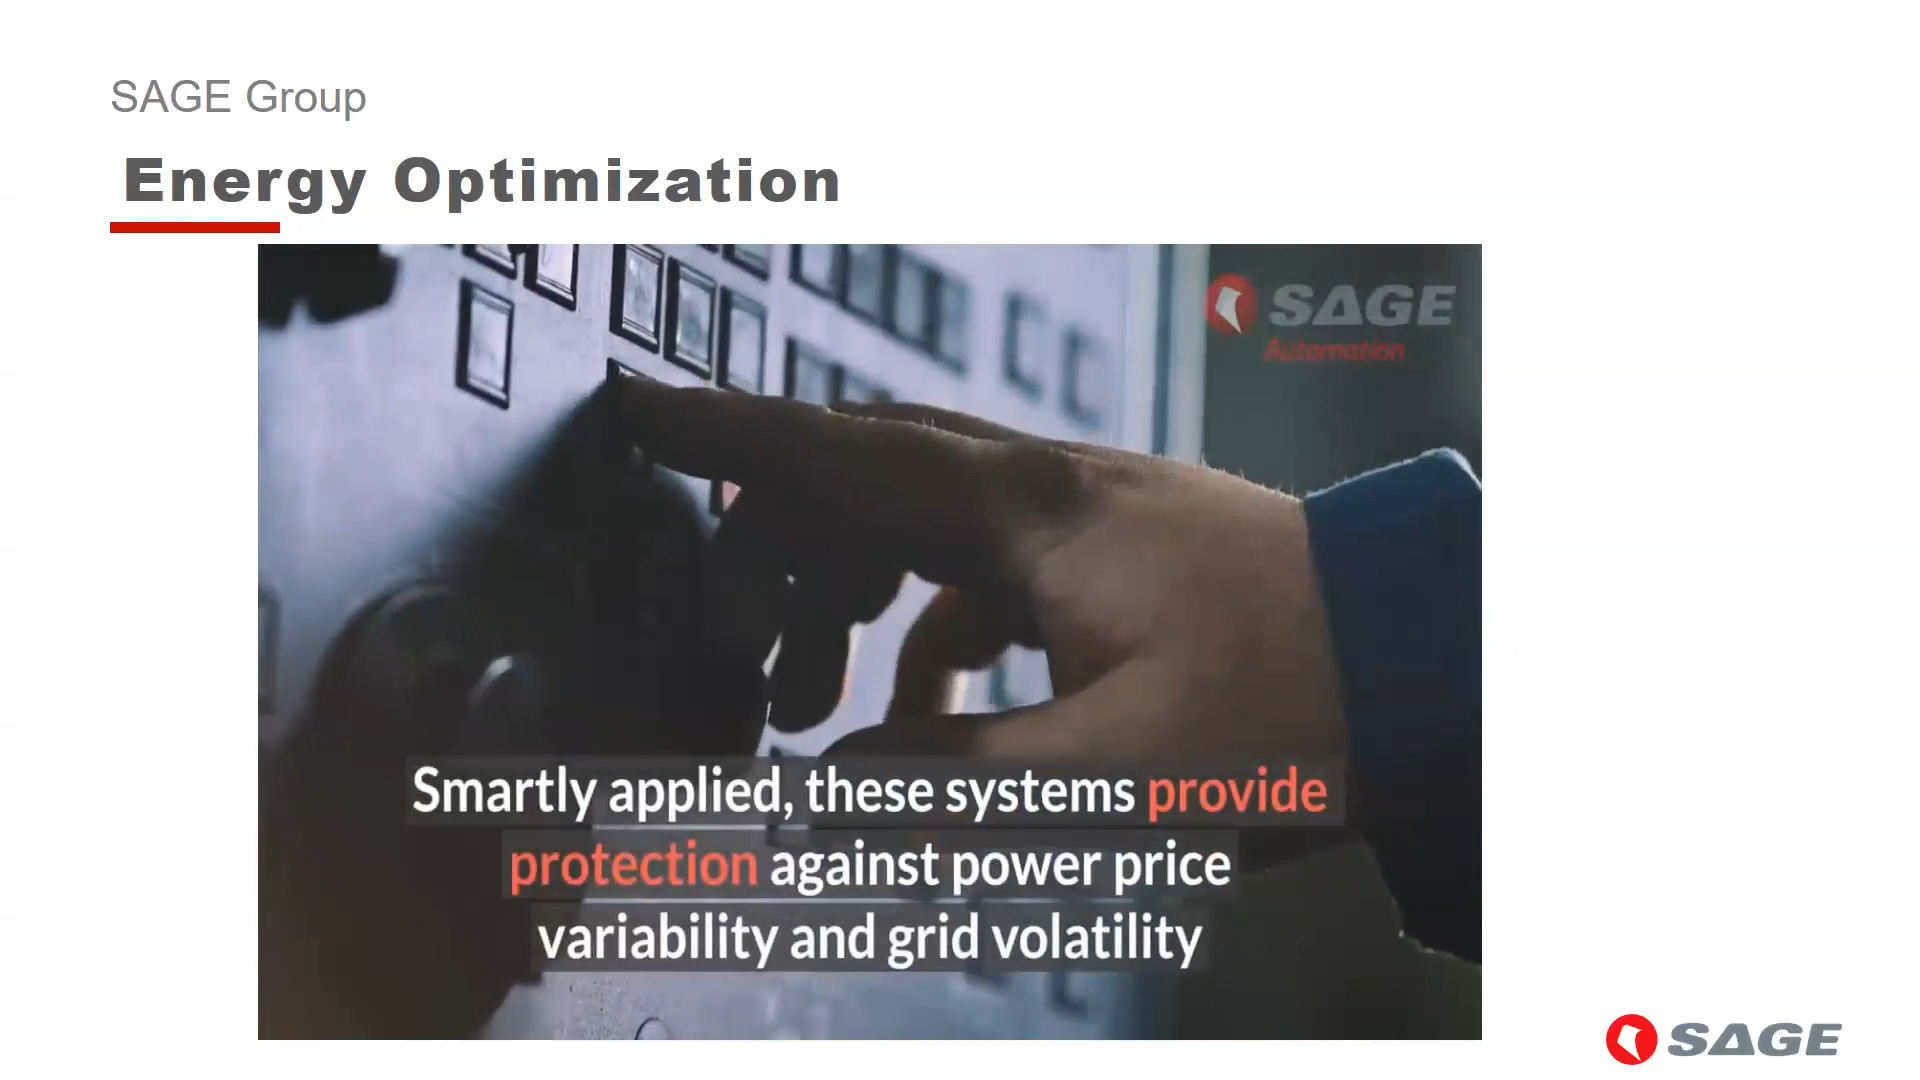 SAGE Group
Energy Optimization
SAGE
Automation
Smartly applied, these systems provide
protection against power price
variability and grid volatility
SAGE